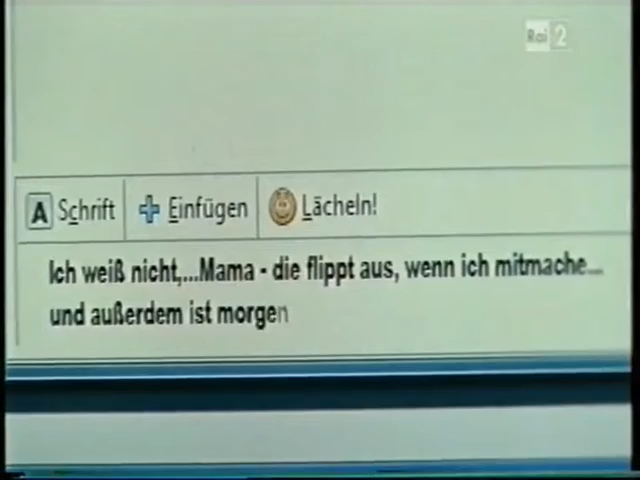 Rai 2
Schrift Einfügen Lächeln!
Ich weiß nicht,...Mama - die flippt aus, wenn ich mitmache...
und außerdem ist morgen